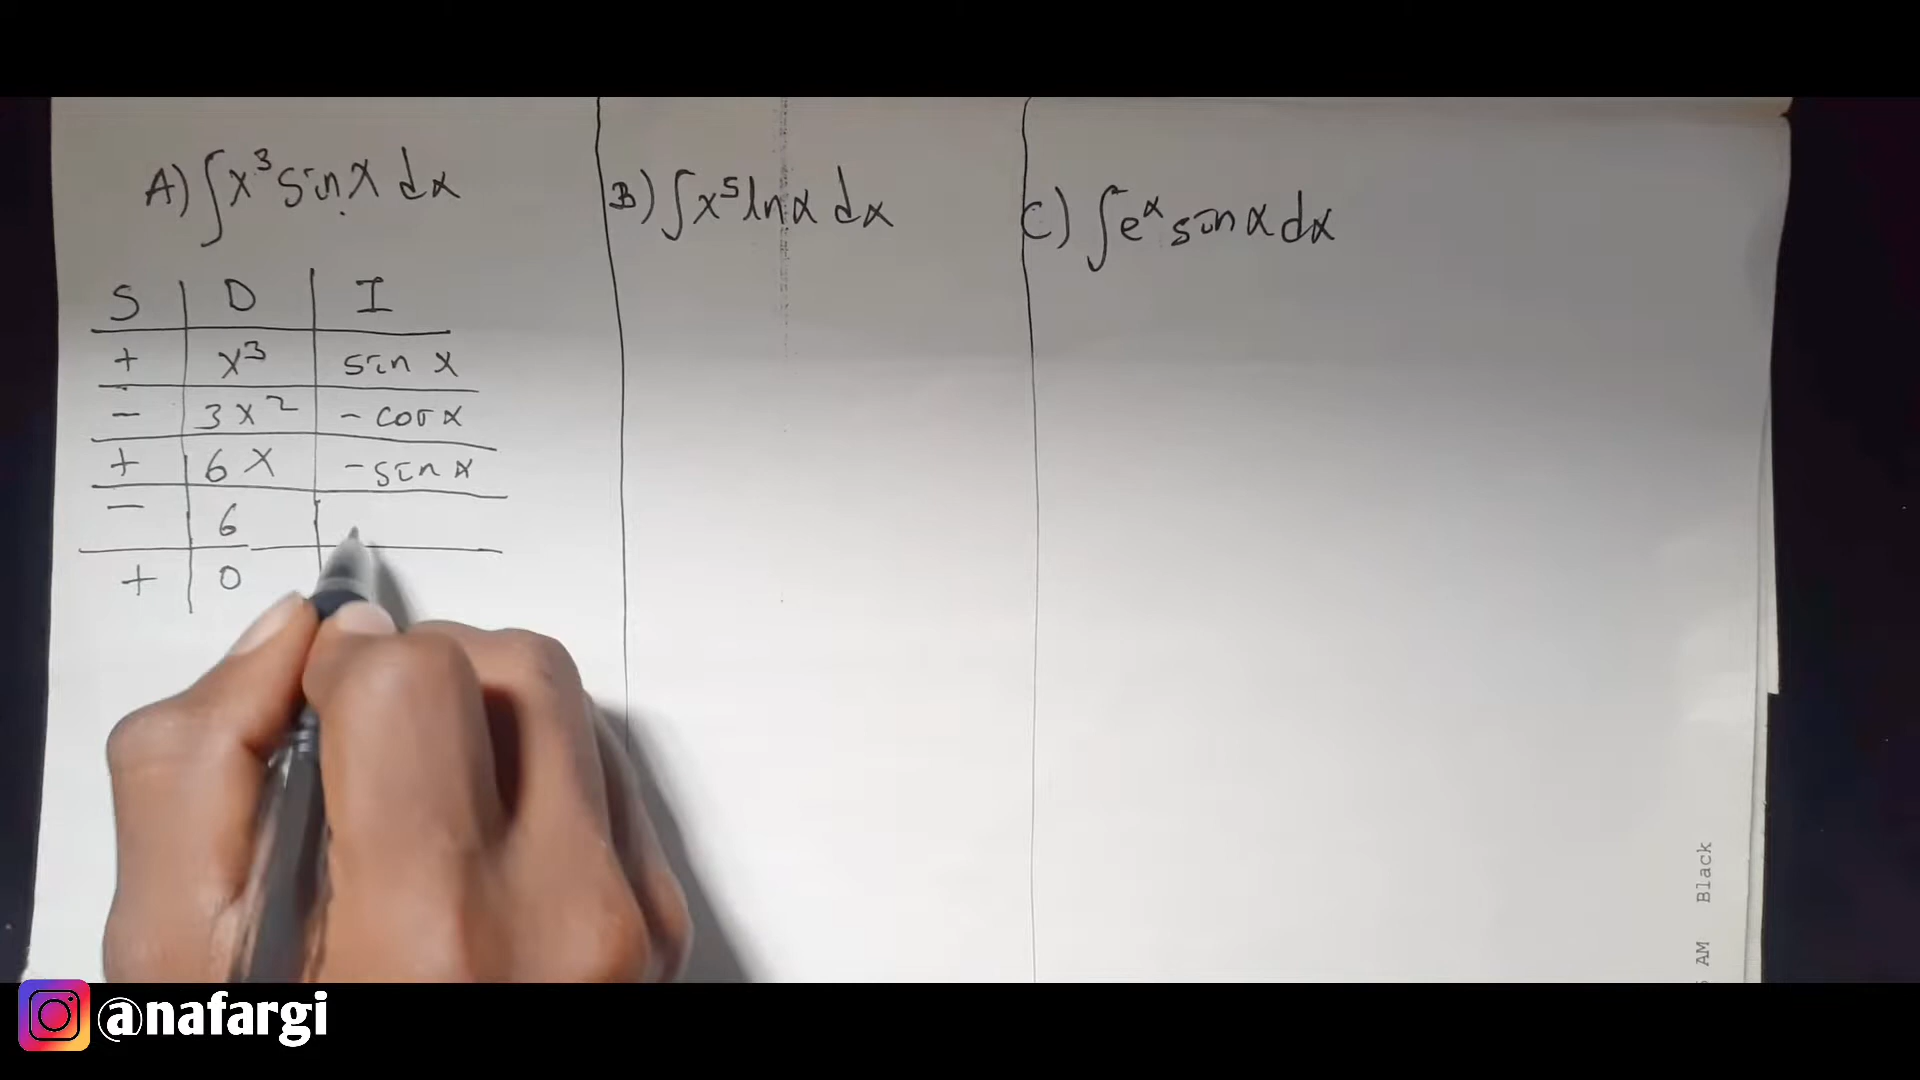 A) ∫x³ sin x dx
B) ∫x⁵ ln x dx
C) ∫eˣ sin x dx
S D I
+ x³ sin x
- 3x² - cos x
+ 6x - sin x
- 6
+ 0
AM Black
@nafargi